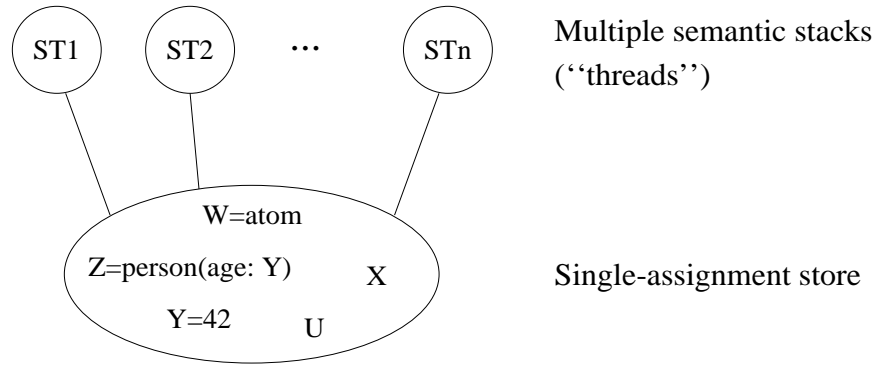 ST1 ST2 ... STn
Multiple semantic stacks
(‘‘threads’’)
W=atom
Z=person(age: Y)
X
Single-assignment store
Y=42
U